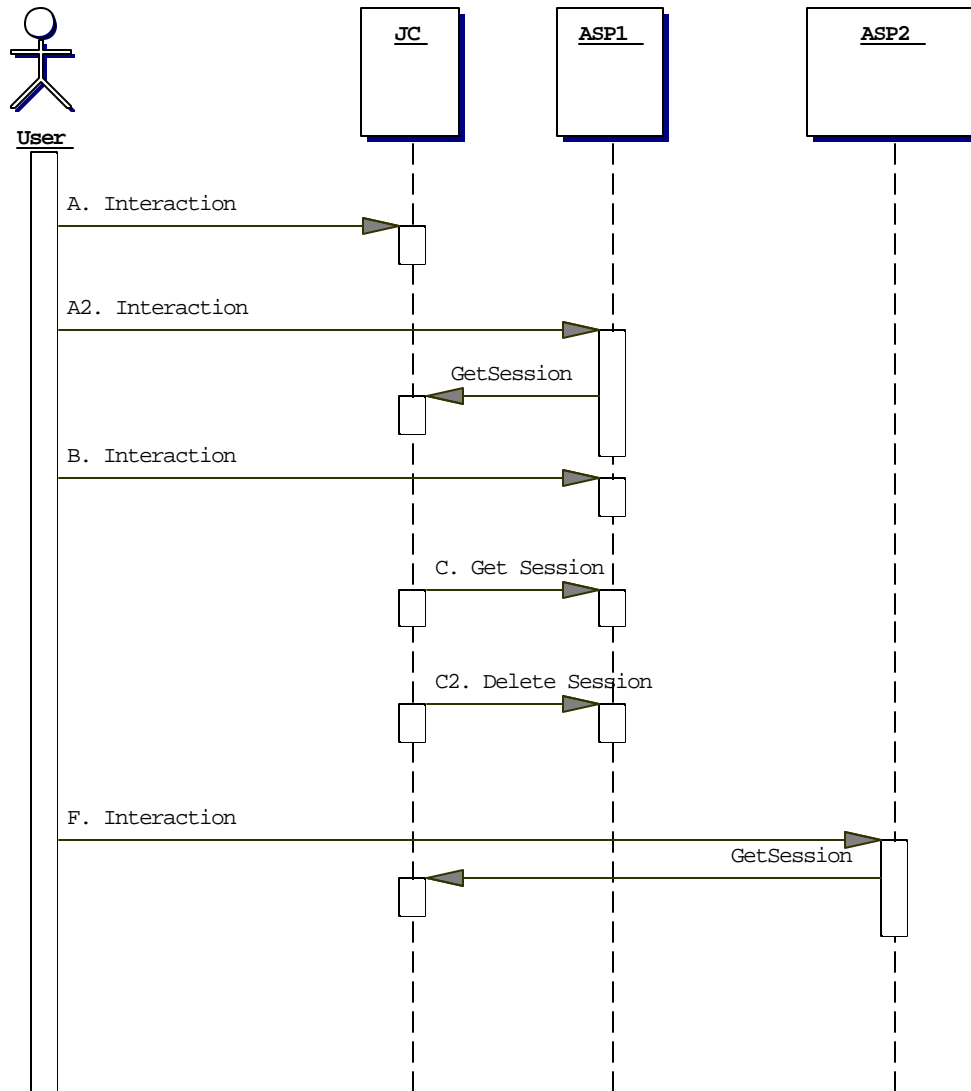 JC
ASP1
ASP2
User
A. Interaction
A2. Interaction
GetSession
B. Interaction
C. Get Session
C2. Delete Session
F. Interaction
GetSession